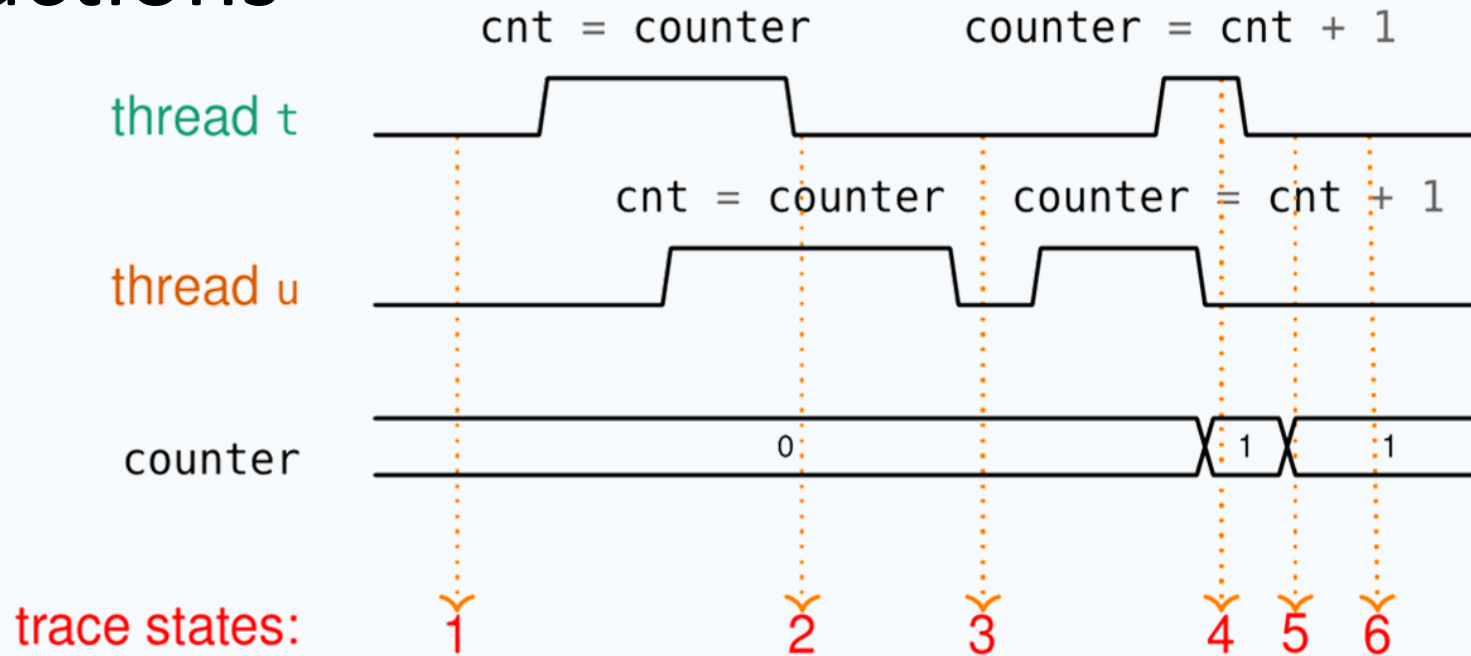 cnt = counter counter = cnt + 1
thread t
cnt = counter counter = cnt + 1
thread u
counter 0 1 1
trace states: 1 2 3 4 5 6